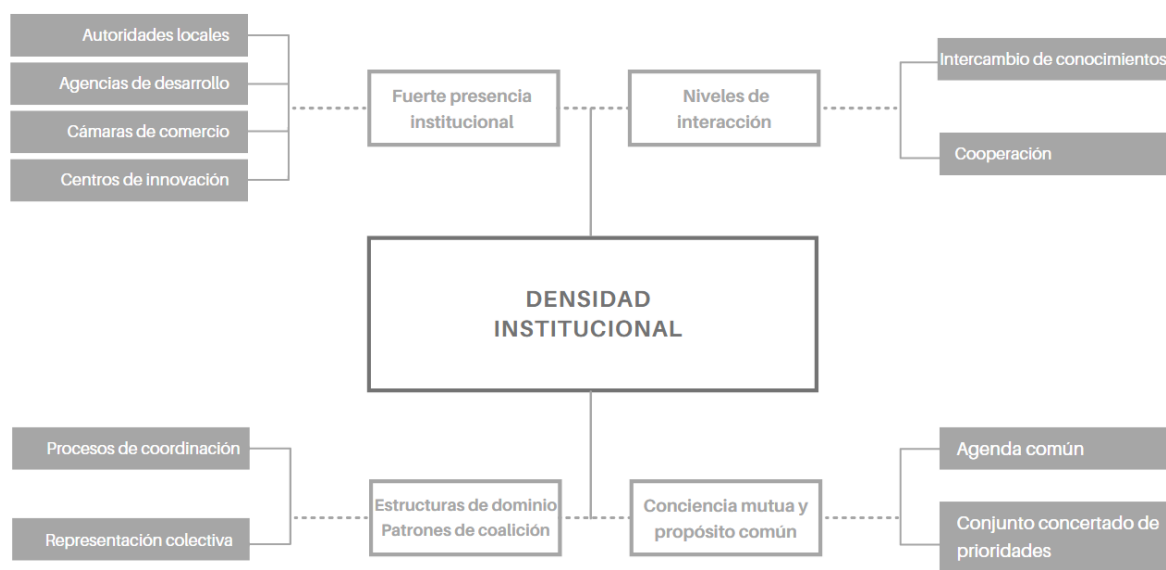 Autoridades locales
Agencias de desarrollo
Cámaras de comercio
Centros de innovación
Fuerte presencia
institucional
Niveles de
interacción
Intercambio de conocimientos
Cooperación
DENSIDAD
INSTITUCIONAL
Procesos de coordinación
Representación colectiva
Estructuras de dominio
Patrones de coalición
Conciencia mutua y
propósito común
Agenda común
Conjunto concertado de
prioridades